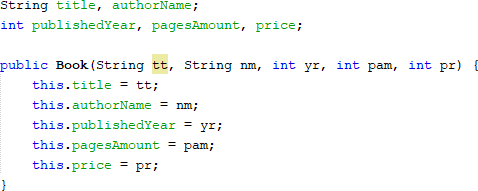 String title, authorName;
int publishedYear, pagesAmount, price;
public Book(String tt, String nm, int yr, int pam, int pr) {
this.title = tt;
this.authorName = nm;
this.publishedYear = yr;
this.pagesAmount = pam;
this.price = pr;
}